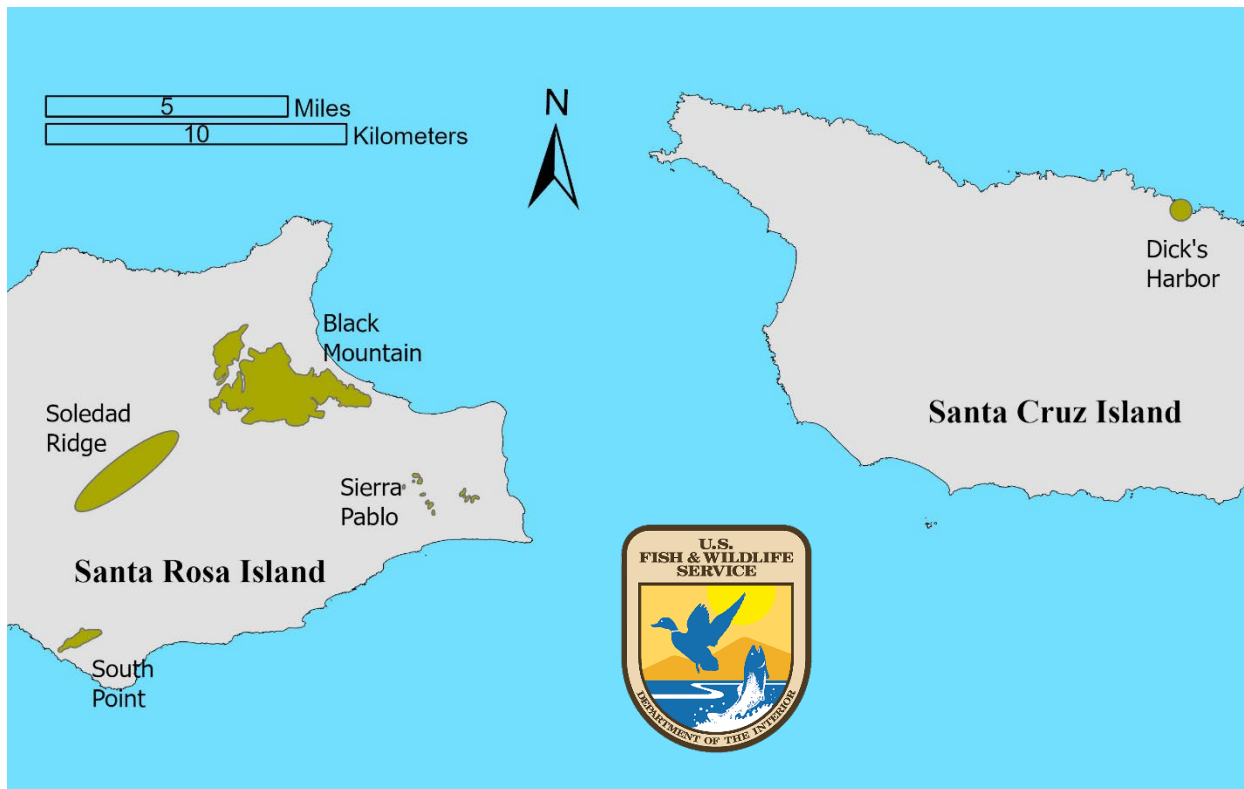 5 Miles
10 Kilometers
N
Dick's
Harbor
Black
Mountain
Soledad
Ridge
Santa Cruz Island
Sierra
Pablo
Santa Rosa Island
South
Point
U.S.
FISH & WILDLIFE
SERVICE
DEPARTMENT OF THE INTERIOR